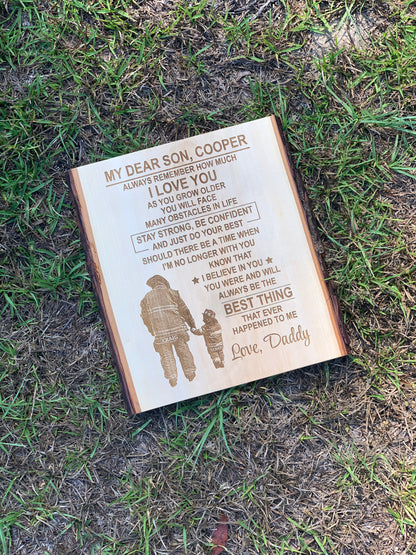 MY DEAR SON, COOPER
ALWAYS REMEMBER HOW MUCH
I LOVE YOU
AS YOU GROW OLDER
YOU WILL FACE
MANY OBSTACLES IN LIFE
STAY STRONG, BE CONFIDENT
AND JUST DO YOUR BEST
SHOULD THERE BE A TIME WHEN
I'M NO LONGER WITH YOU
KNOW THAT
I BELIEVE IN YOU
YOU WERE AND WILL
ALWAYS BE THE
BEST THING
THAT EVER
HAPPENED TO ME
Love, Daddy